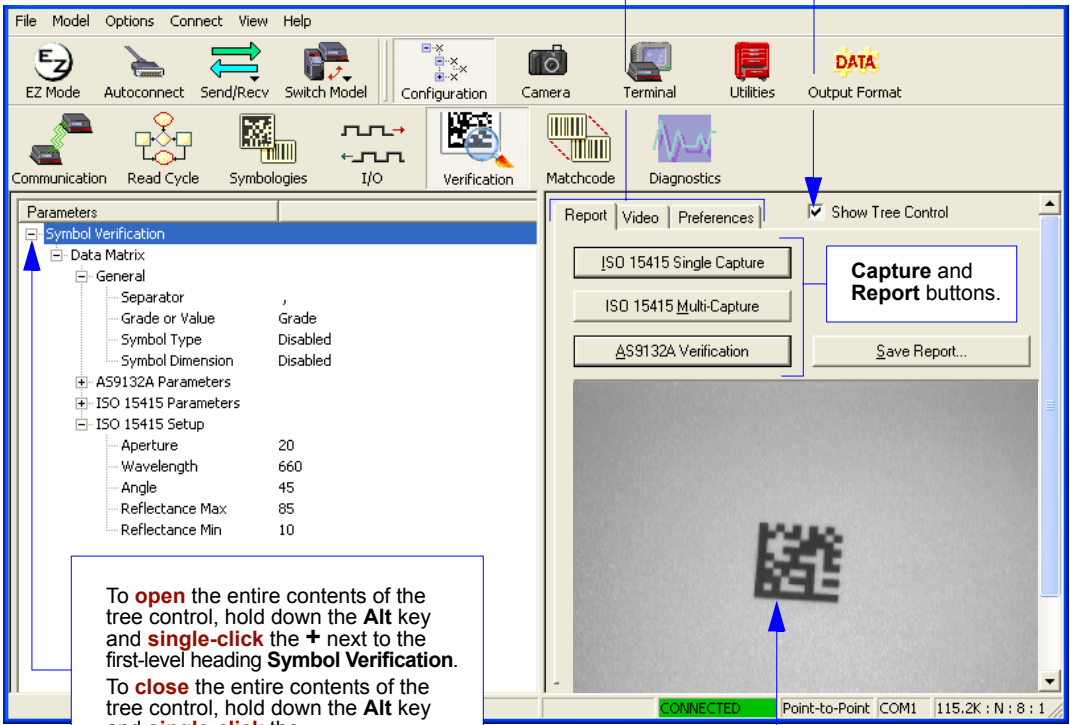 File Model Options Connect View Help
EZ Mode Autoconnect Send/Recv Switch Model Configuration Camera Terminal Utilities Output Format
DATA
Communication Read Cycle Symbologies I/O Verification Matchcode Diagnostics
Parameters
Symbol Verification
Data Matrix
General
Separator ,
Grade or Value Grade
Symbol Type Disabled
Symbol Dimension Disabled
AS9132A Parameters
ISO 15415 Parameters
ISO 15415 Setup
Aperture 20
Wavelength 660
Angle 45
Reflectance Max 85
Reflectance Min 10
To open the entire contents of the
tree control, hold down the Alt key
and single-click the + next to the
first-level heading Symbol Verification.
To close the entire contents of the
tree control, hold down the Alt key
and single-click the
Report Video Preferences Show Tree Control
ISO 15415 Single Capture
ISO 15415 Multi-Capture
AS9132A Verification Save Report...
Capture and
Report buttons.
CONNECTED Point-to-Point COM1 115.2K : N : 8 : 1